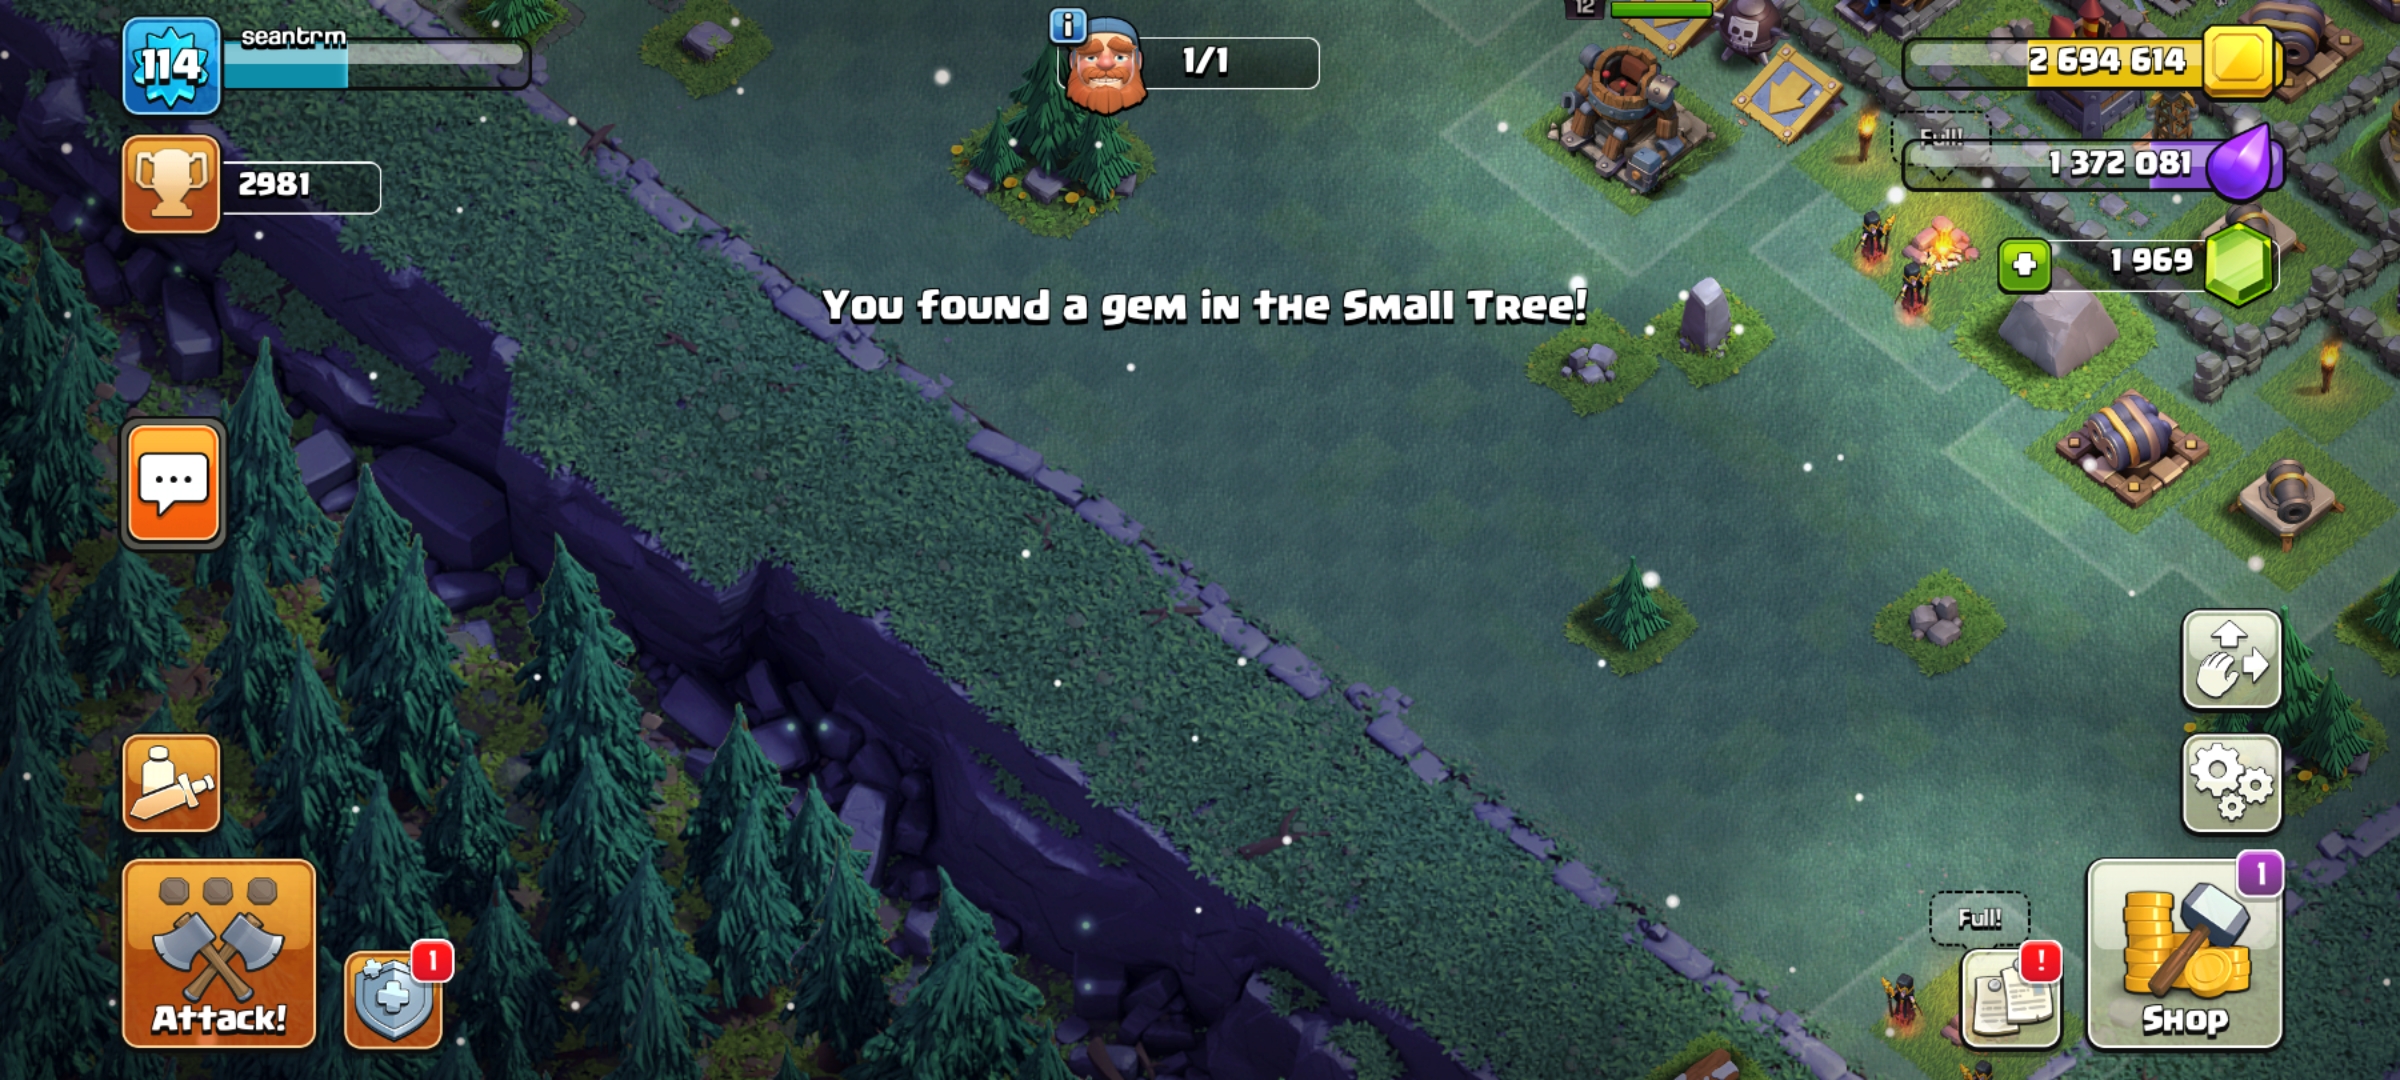 12
seantrm
114
1/1
2 694 614
Full!
1 372 081
2981
1 969
You found a gem in the Small Tree!
1
Full!
!
1
Attack!
Shop